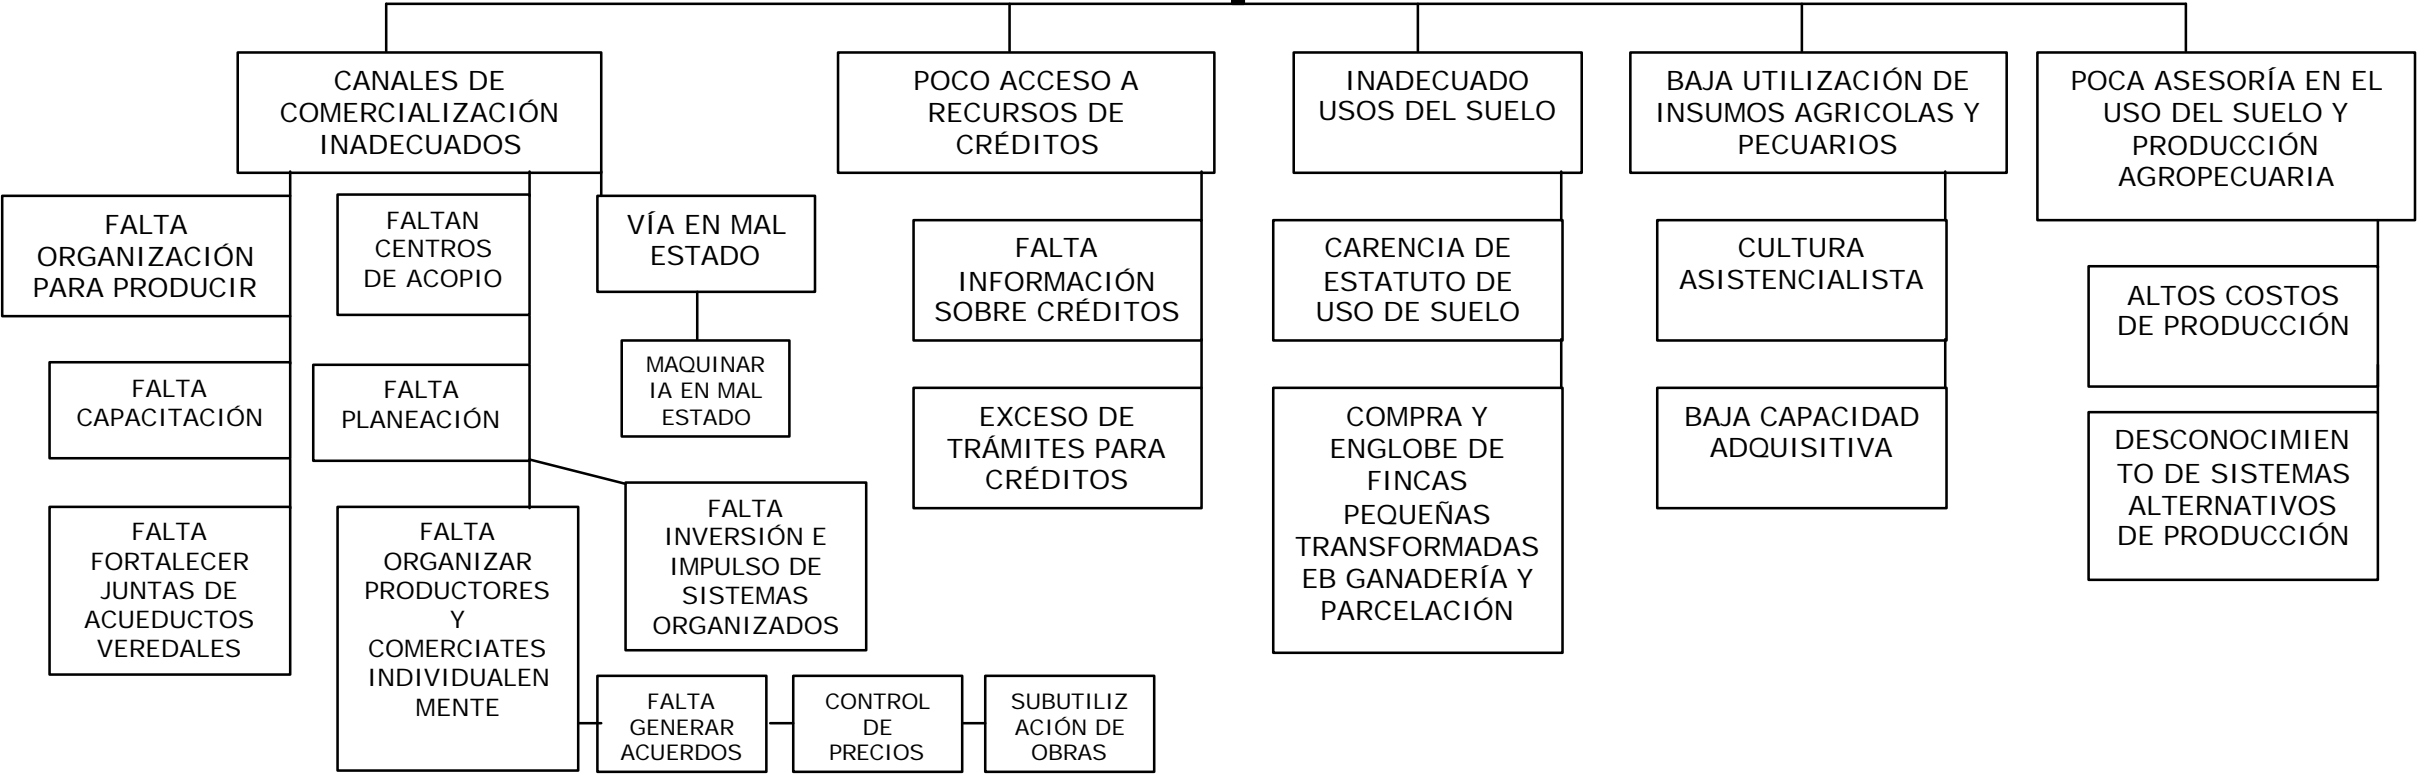 CANALES DE
COMERCIALIZACIÓN
INADECUADOS
POCO ACCESO A
RECURSOS DE
CRÉDITOS
INADECUADO
USOS DEL SUELO
BAJA UTILIZACIÓN DE
INSUMOS AGRICOLAS Y
PECUARIOS
POCA ASESORÍA EN EL
USO DEL SUELO Y
PRODUCCIÓN
AGROPECUARIA
FALTA
ORGANIZACIÓN
PARA PRODUCIR
FALTAN
CENTROS
DE ACOPIO
VÍA EN MAL
ESTADO
FALTA
INFORMACIÓN
SOBRE CRÉDITOS
CARENCIA DE
ESTATUTO DE
USO DE SUELO
CULTURA
ASISTENCIALISTA
ALTOS COSTOS
DE PRODUCCIÓN
FALTA
CAPACITACIÓN
FALTA
PLANEACIÓN
MAQUINAR
IA EN MAL
ESTADO
EXCESO DE
TRÁMITES PARA
CRÉDITOS
COMPRA Y
ENGLOBE DE
FINCAS
PEQUEÑAS
TRANSFORMADAS
EB GANADERÍA Y
PARCELACIÓN
BAJA CAPACIDAD
ADQUISITIVA
DESCONOCIMIEN
TO DE SISTEMAS
ALTERNATIVOS
DE PRODUCCIÓN
FALTA
FORTALECER
JUNTAS DE
ACUEDUCTOS
VEREDALES
FALTA
ORGANIZAR
PRODUCTORES
Y
COMERCIATES
INDIVIDUALEN
MENTE
FALTA
INVERSIÓN E
IMPULSO DE
SISTEMAS
ORGANIZADOS
FALTA
GENERAR
ACUERDOS
CONTROL
DE
PRECIOS
SUBUTILIZ
ACIÓN DE
OBRAS